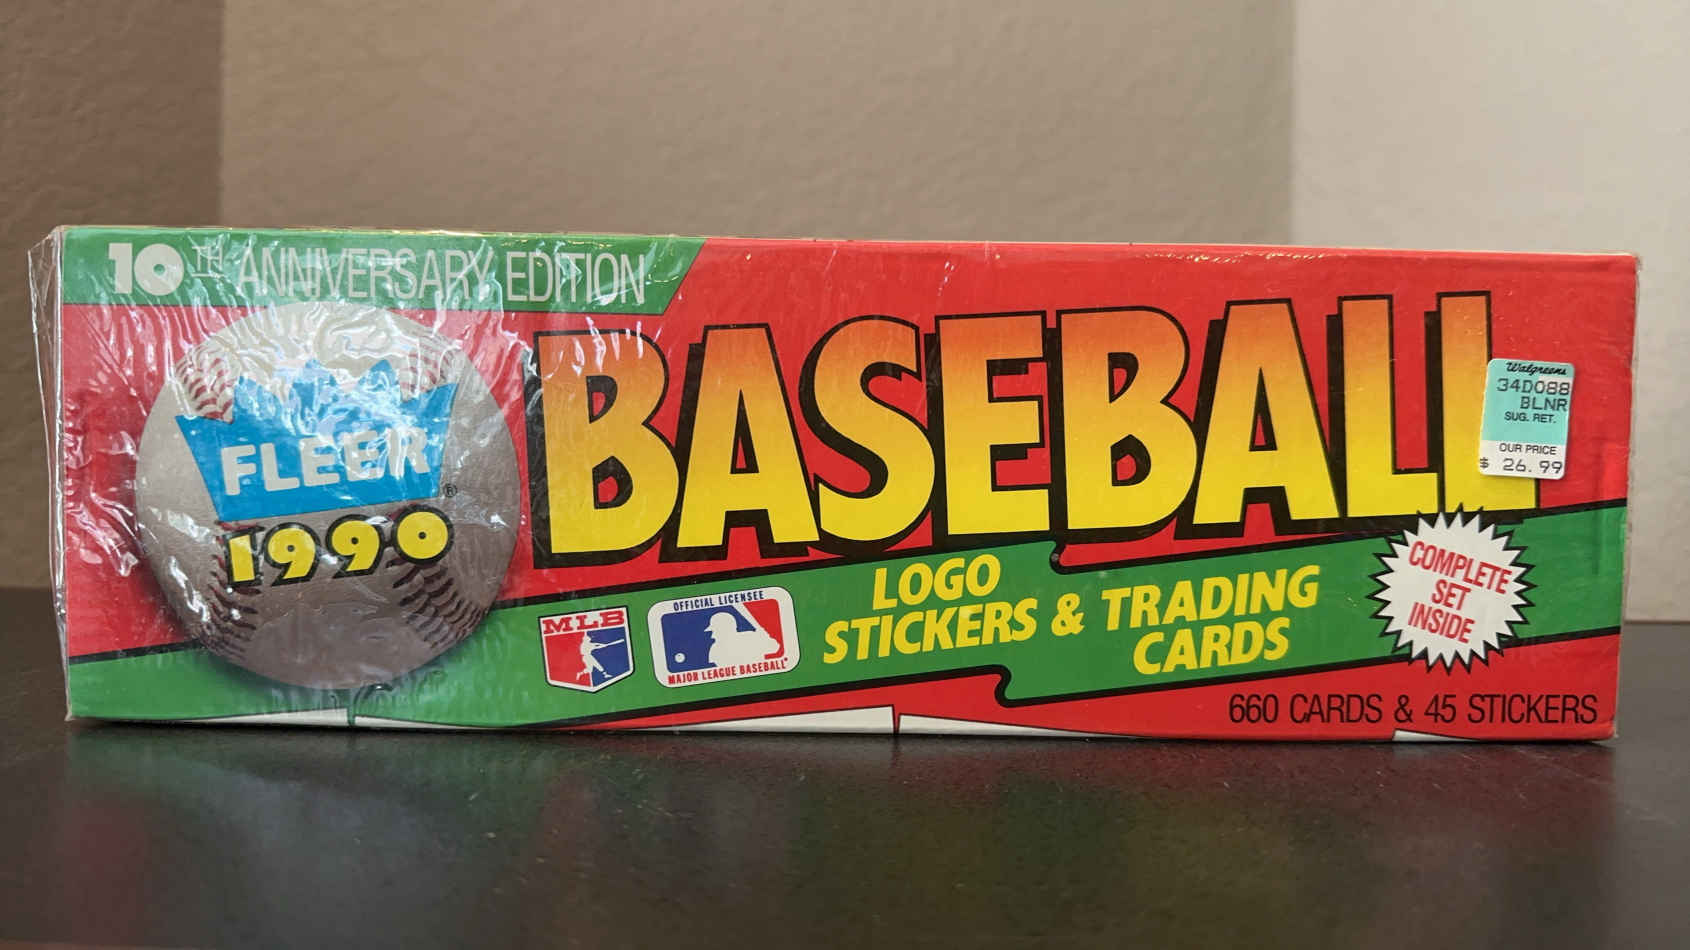 10TH ANNIVERSARY EDITION
FLEER®
1990
BASEBALL
Walgreens
34D088
BLNR
SUG. RET.
OUR PRICE
$ 26.99
MLB
OFFICIAL LICENSEE
MAJOR LEAGUE BASEBALL
LOGO
STICKERS & TRADING
CARDS
COMPLETE
SET
INSIDE
660 CARDS & 45 STICKERS